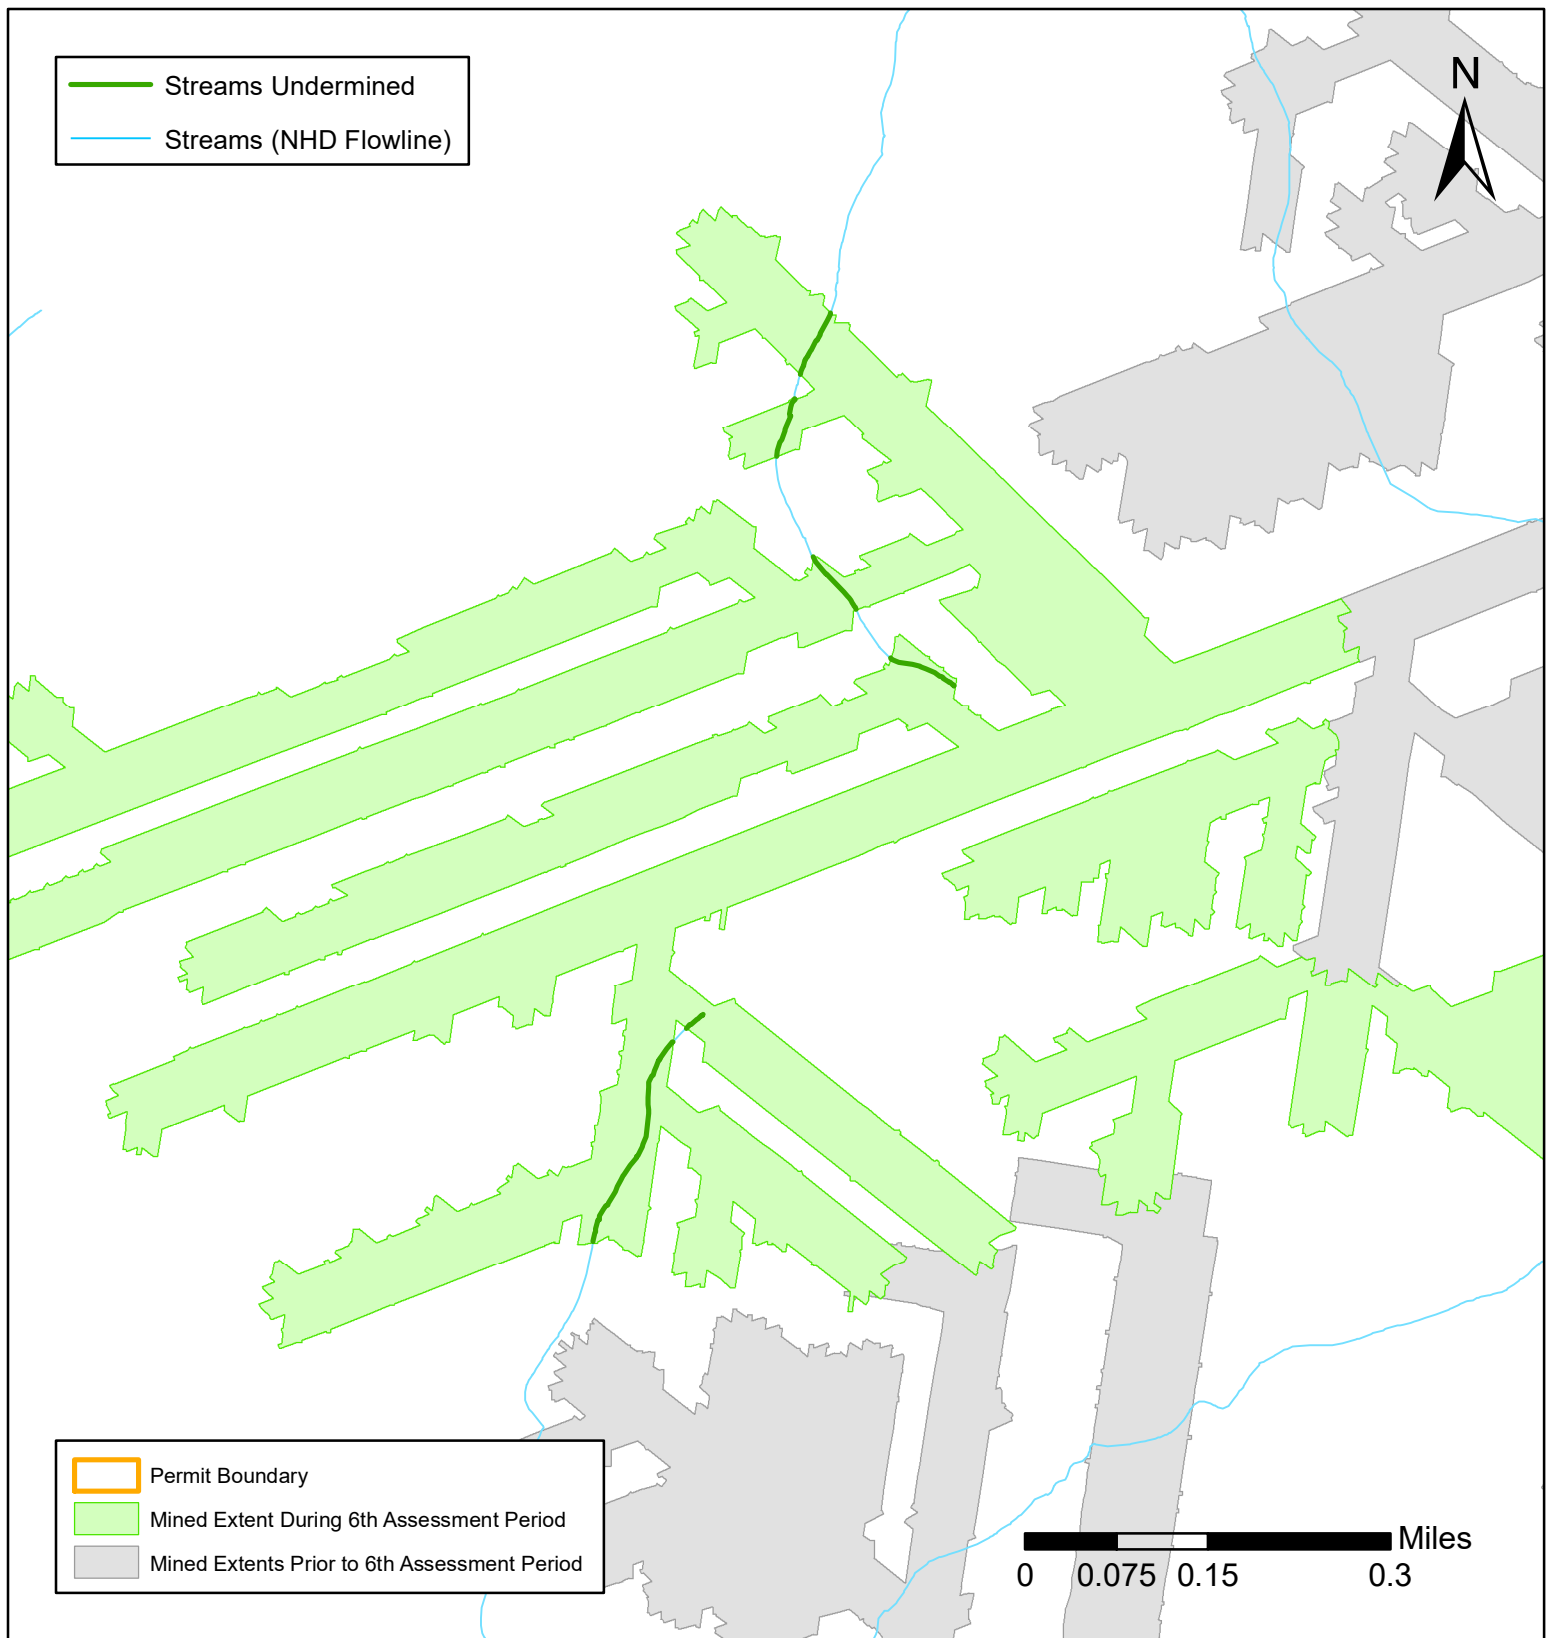 Streams Undermined
Streams (NHD Flowline)
N
Permit Boundary
Mined Extent During 6th Assessment Period
Mined Extents Prior to 6th Assessment Period
Miles
0 0.075 0.15 0.3